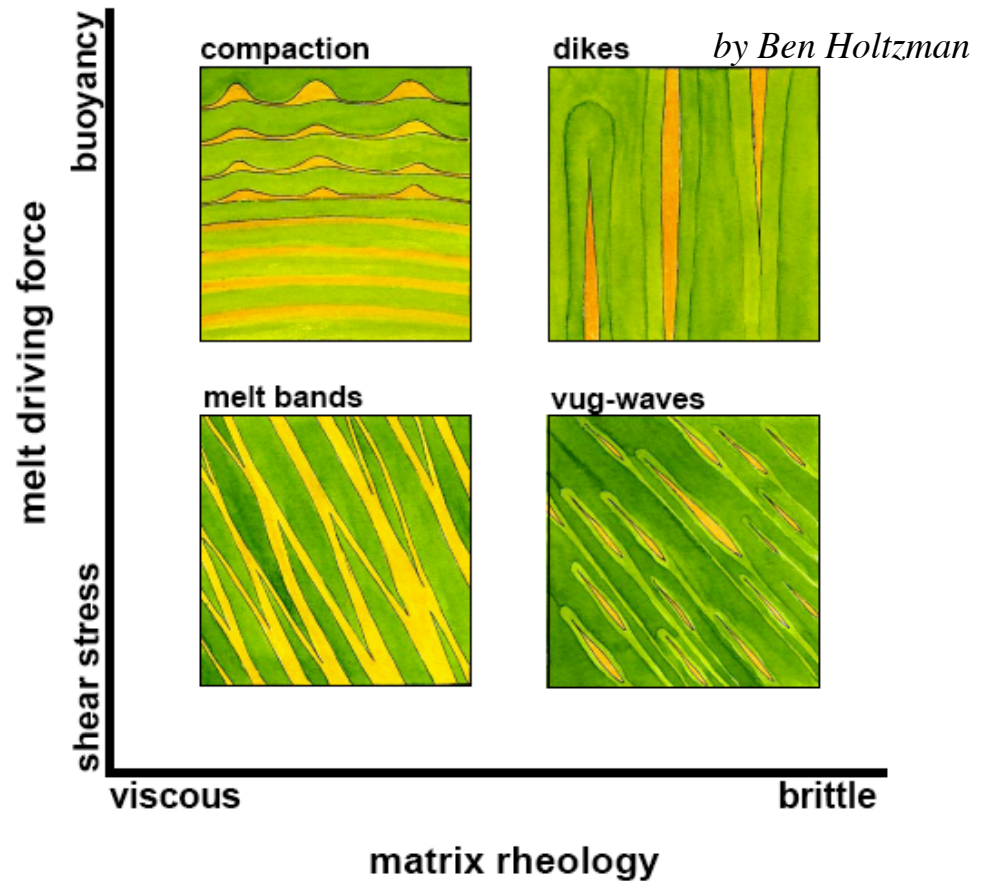 by Ben Holtzman
compaction
dikes
buoyancy
melt driving force
melt bands
vug-waves
shear stress
viscous
brittle
matrix rheology